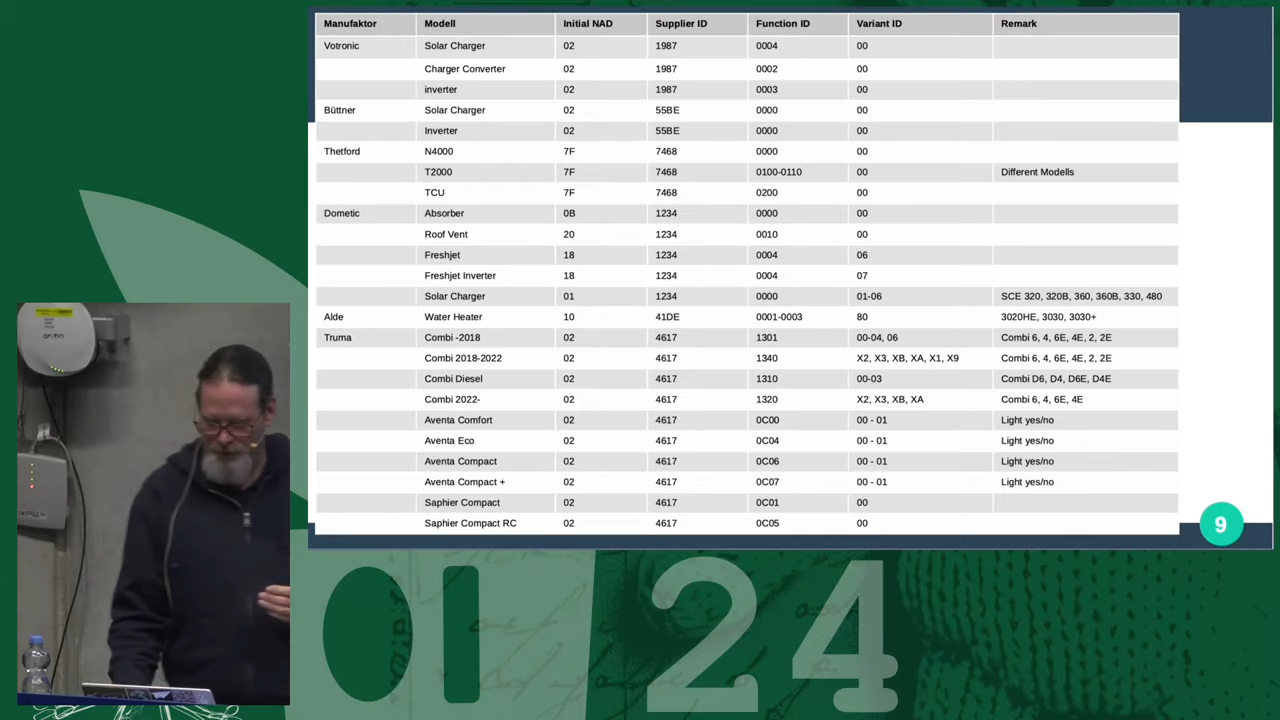 Manufaktor Modell Initial NAD Supplier ID Function ID Variant ID Remark
Votronic Solar Charger 02 1987 0004 00
Charger Converter 02 1987 0002 00
inverter 02 1987 0003 00
Büttner Solar Charger 02 55BE 0000 00
Inverter 02 55BE 0000 00
Thetford N4000 7F 7468 0000 00
T2000 7F 7468 0100-0110 00 Different Modells
TCU 7F 7468 0200 00
Dometic Absorber 0B 1234 0000 00
Roof Vent 20 1234 0010 00
Freshjet 18 1234 0004 06
Freshjet Inverter 18 1234 0004 07
Solar Charger 01 1234 0000 01-06 SCE 320, 320B, 360, 360B, 330, 480
Alde Water Heater 10 41DE 0001-0003 80 3020HE, 3030, 3030+
Truma Combi -2018 02 4617 1301 00-04, 06 Combi 6, 4, 6E, 4E, 2, 2E
Combi 2018-2022 02 4617 1340 X2, X3, XB, XA, X1, X9 Combi 6, 4, 6E, 4E, 2, 2E
Combi Diesel 02 4617 1310 00-03 Combi D6, D4, D6E, D4E
Combi 2022- 02 4617 1320 X2, X3, XB, XA Combi 6, 4, 6E, 4E
Aventa Comfort 02 4617 0C00 00 - 01 Light yes/no
Aventa Eco 02 4617 0C04 00 - 01 Light yes/no
Aventa Compact 02 4617 0C06 00 - 01 Light yes/no
Aventa Compact + 02 4617 0C07 00 - 01 Light yes/no
Saphier Compact 02 4617 0C01 00
Saphier Compact RC 02 4617 0C05 00
9
24